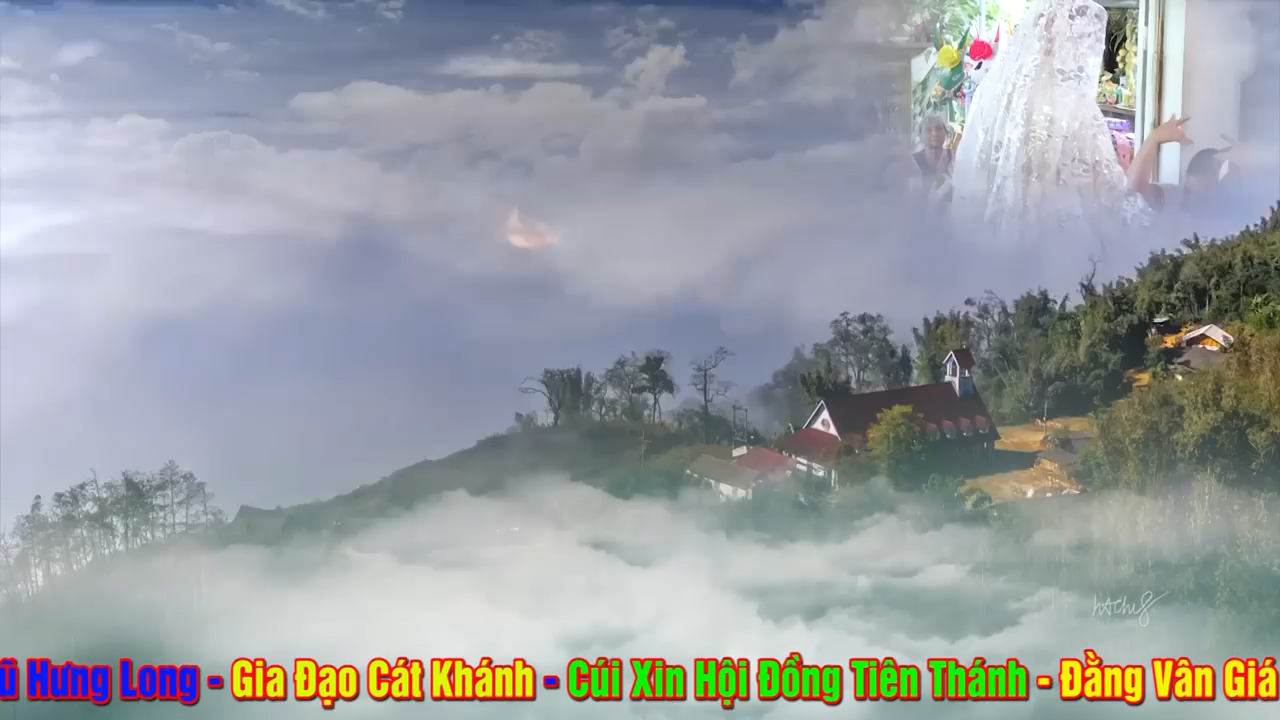 ũ Hưng Long - Gia Đạo Cát Khánh - Cúi Xin Hội Đồng Tiên Thánh - Đằng Vân Giá